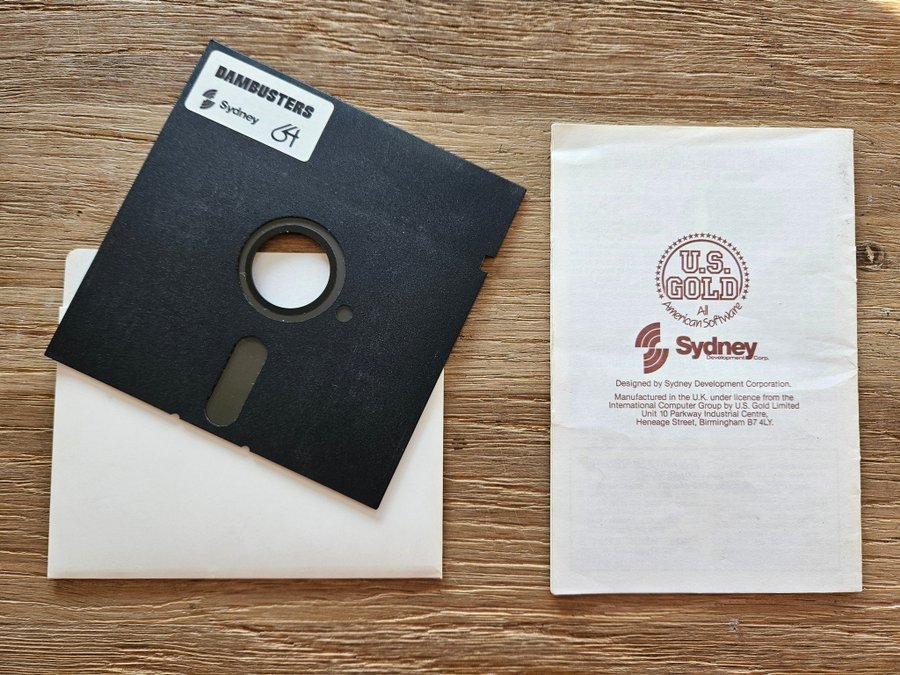 DAMBUSTERS
Sydney
64
U.S.
GOLD
All
American Software
Sydney
Development Corp.
Designed by Sydney Development Corporation.
Manufactured in the U.K. under licence from the
International Computer Group by U.S. Gold Limited
Unit 10 Parkway Industrial Centre,
Heneage Street, Birmingham B7 4LY.